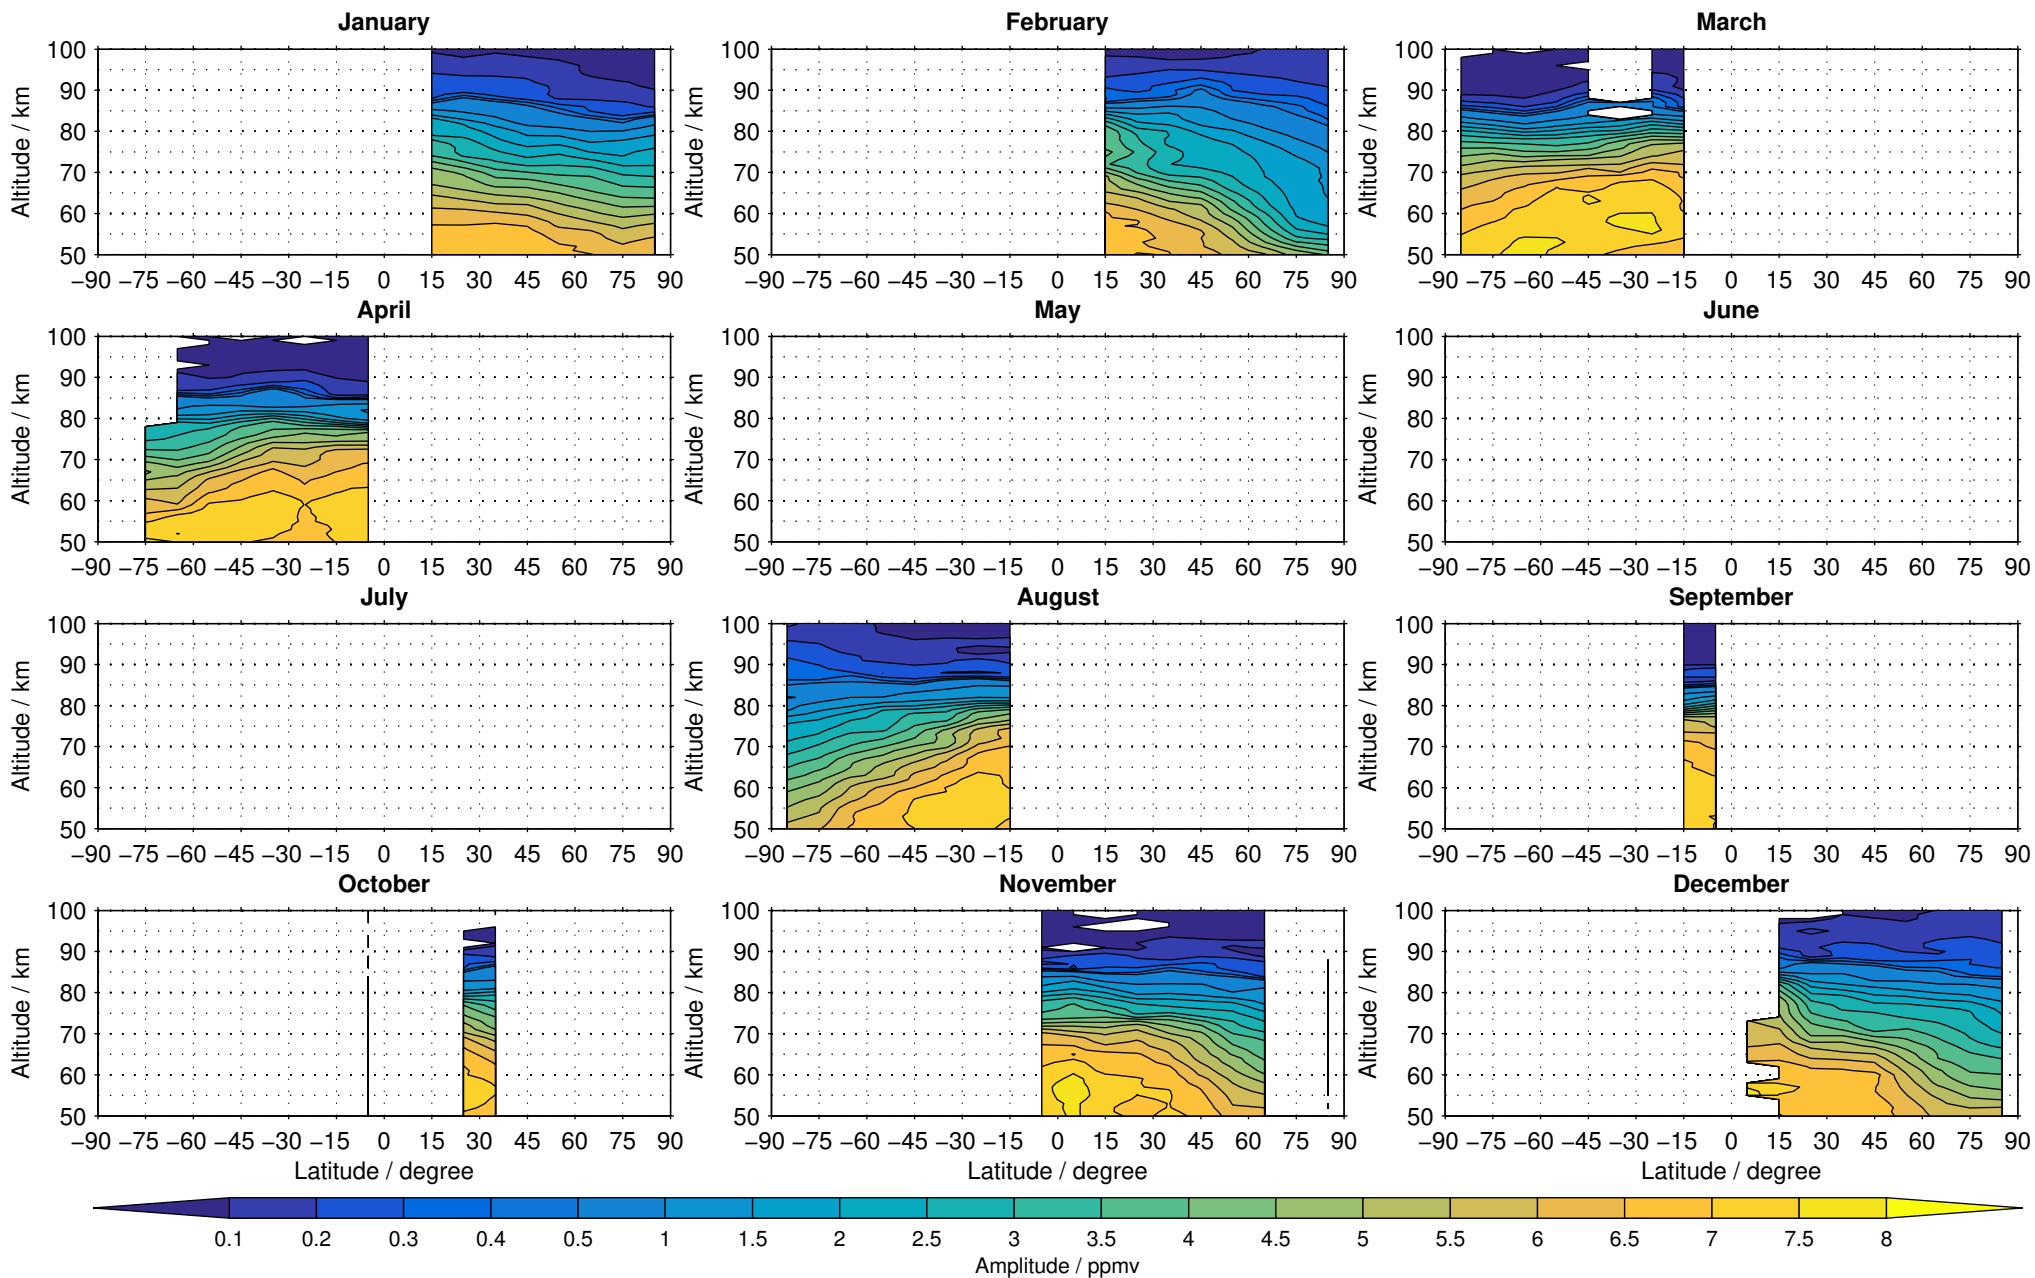 January February March
100 100 100
90 90 90
80 80 80
70 70 70
60 60 60
50 50 50
Altitude / km Altitude / km Altitude / km
−90 −75 −60 −45 −30 −15 0 15 30 45 60 75 90 −90 −75 −60 −45 −30 −15 0 15 30 45 60 75 90 −90 −75 −60 −45 −30 −15 0 15 30 45 60 75 90
April May June
100 100 100
90 90 90
80 80 80
70 70 70
60 60 60
50 50 50
Altitude / km Altitude / km Altitude / km
−90 −75 −60 −45 −30 −15 0 15 30 45 60 75 90 −90 −75 −60 −45 −30 −15 0 15 30 45 60 75 90 −90 −75 −60 −45 −30 −15 0 15 30 45 60 75 90
July August September
100 100 100
90 90 90
80 80 80
70 70 70
60 60 60
50 50 50
Altitude / km Altitude / km Altitude / km
−90 −75 −60 −45 −30 −15 0 15 30 45 60 75 90 −90 −75 −60 −45 −30 −15 0 15 30 45 60 75 90 −90 −75 −60 −45 −30 −15 0 15 30 45 60 75 90
October November December
100 100 100
90 90 90
80 80 80
70 70 70
60 60 60
50 50 50
Altitude / km Altitude / km Altitude / km
−90 −75 −60 −45 −30 −15 0 15 30 45 60 75 90 −90 −75 −60 −45 −30 −15 0 15 30 45 60 75 90 −90 −75 −60 −45 −30 −15 0 15 30 45 60 75 90
Latitude / degree Latitude / degree Latitude / degree
0.1 0.2 0.3 0.4 0.5 1 1.5 2 2.5 3 3.5 4 4.5 5 5.5 6 6.5 7 7.5 8
Amplitude / ppmv